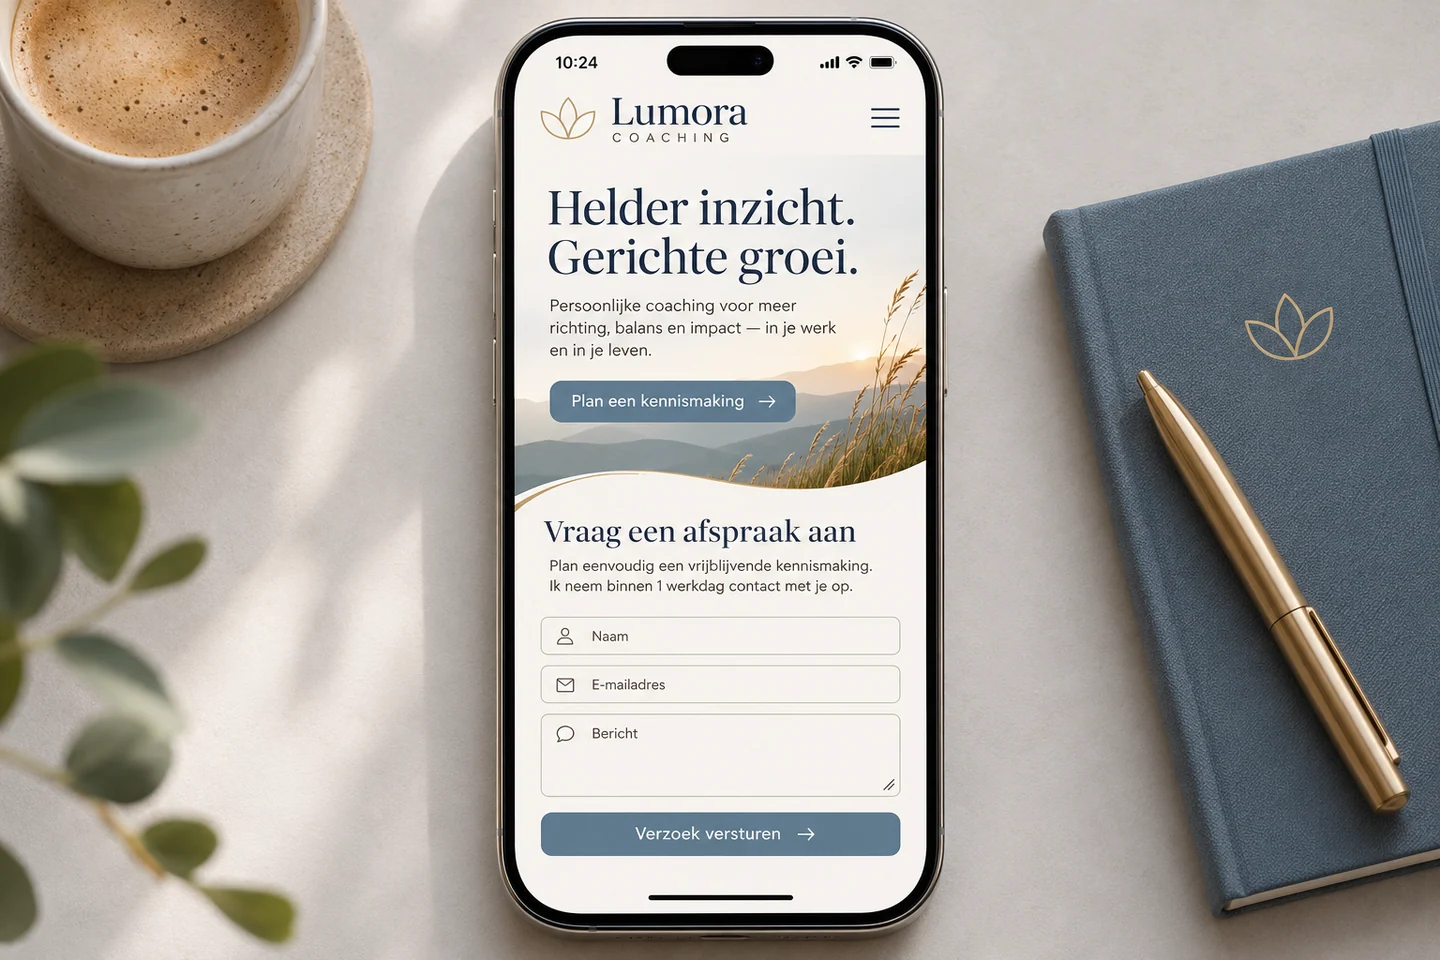 10:24
Lumora
COACHING
Helder inzicht.
Gerichte groei.
Persoonlijke coaching voor meer
richting, balans en impact — in je werk
en in je leven.
Plan een kennismaking →
Vraag een afspraak aan
Plan eenvoudig een vrijblijvende kennismaking.
Ik neem binnen 1 werkdag contact met je op.
Naam
E-mailadres
Bericht
Verzoek versturen →